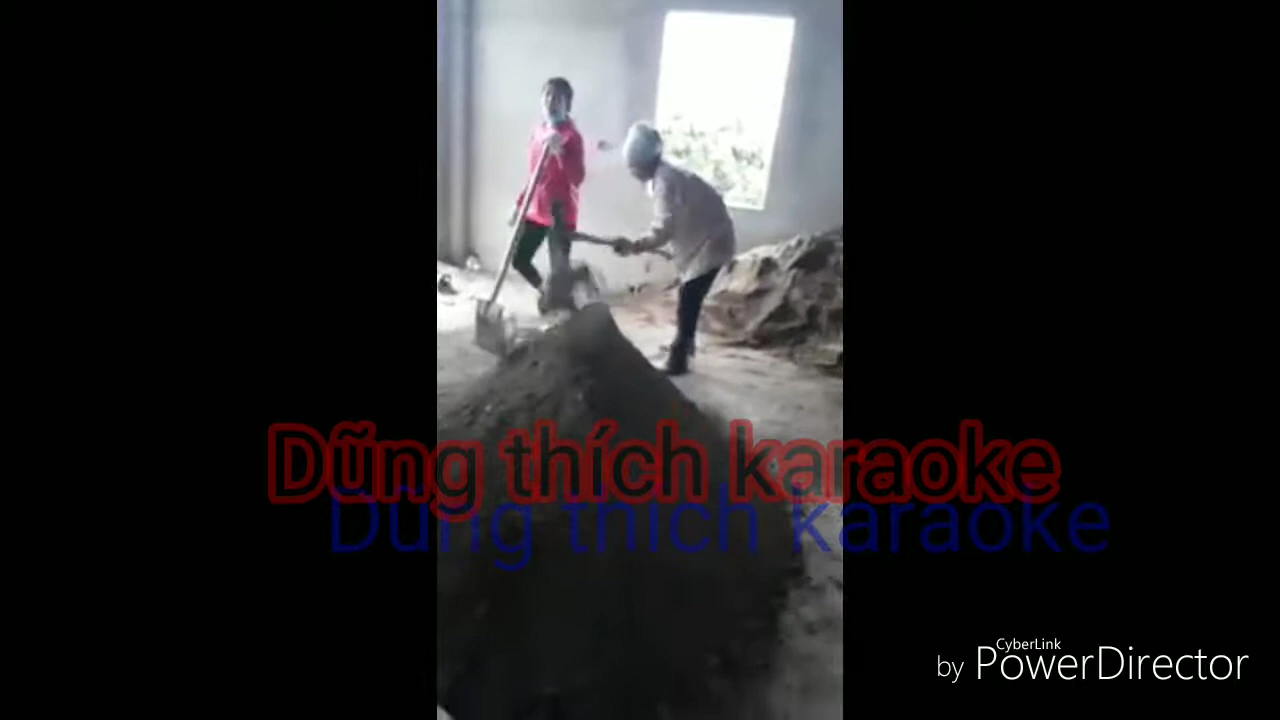 Dũng thích karaoke
Dũng thích karaoke
CyberLink
by PowerDirector